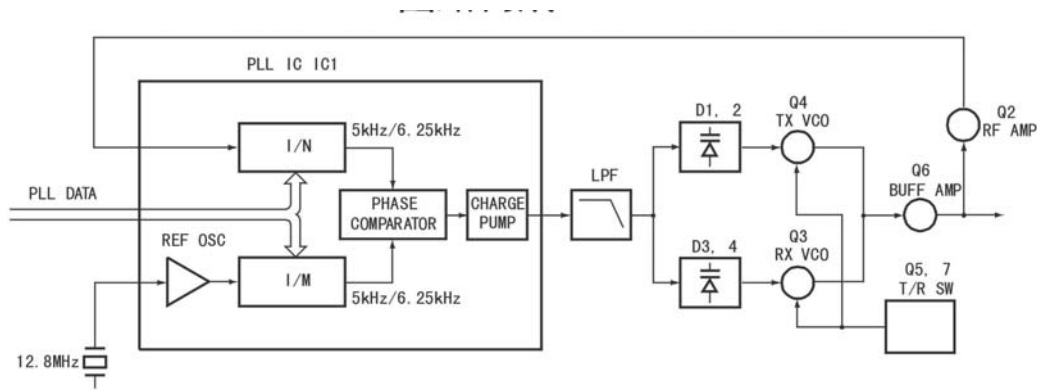 PLL IC IC1
I/N
5kHz/6.25kHz
PLL DATA
PHASE
COMPARATOR
CHARGE
PUMP
REF OSC
I/M
5kHz/6.25kHz
12.8MHz
LPF
D1, 2
Q4
TX VCO
D3, 4
Q3
RX VCO
Q6
BUFF AMP
Q2
RF AMP
Q5, 7
T/R SW